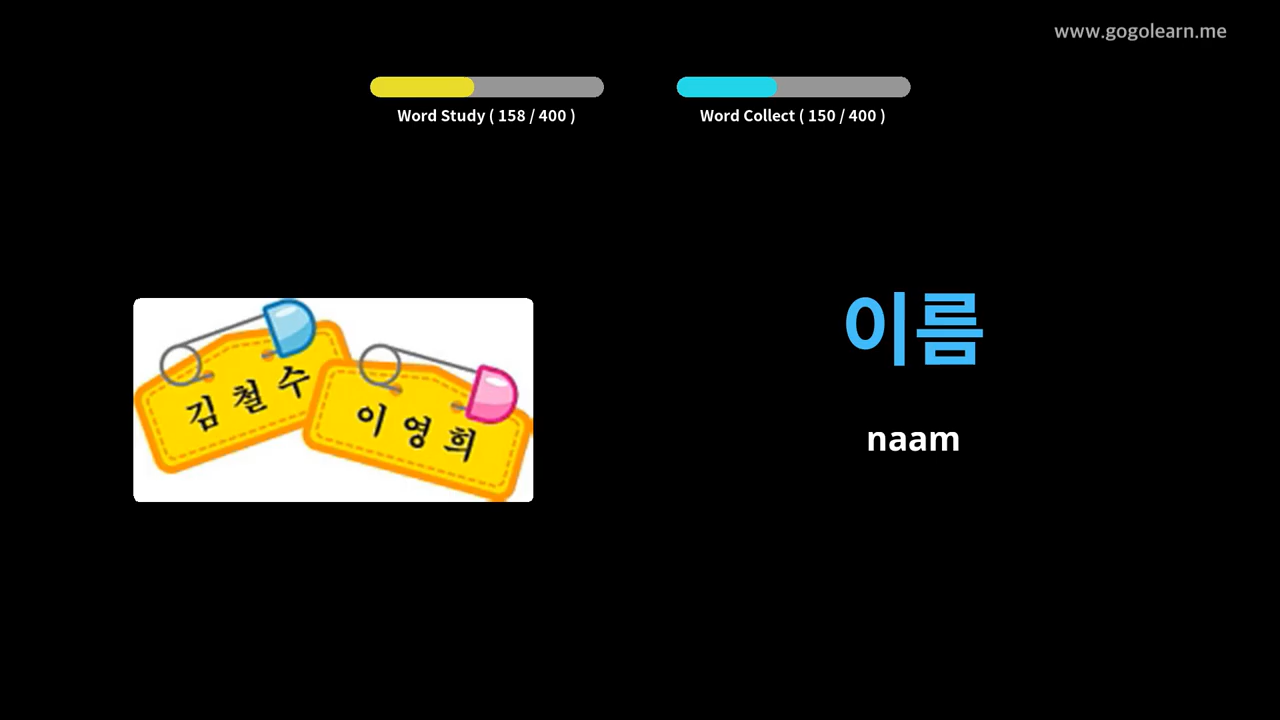 www.gogolearn.me
Word Study ( 158 / 400 )
Word Collect ( 150 / 400 )
김철수
이영희
이름
naam